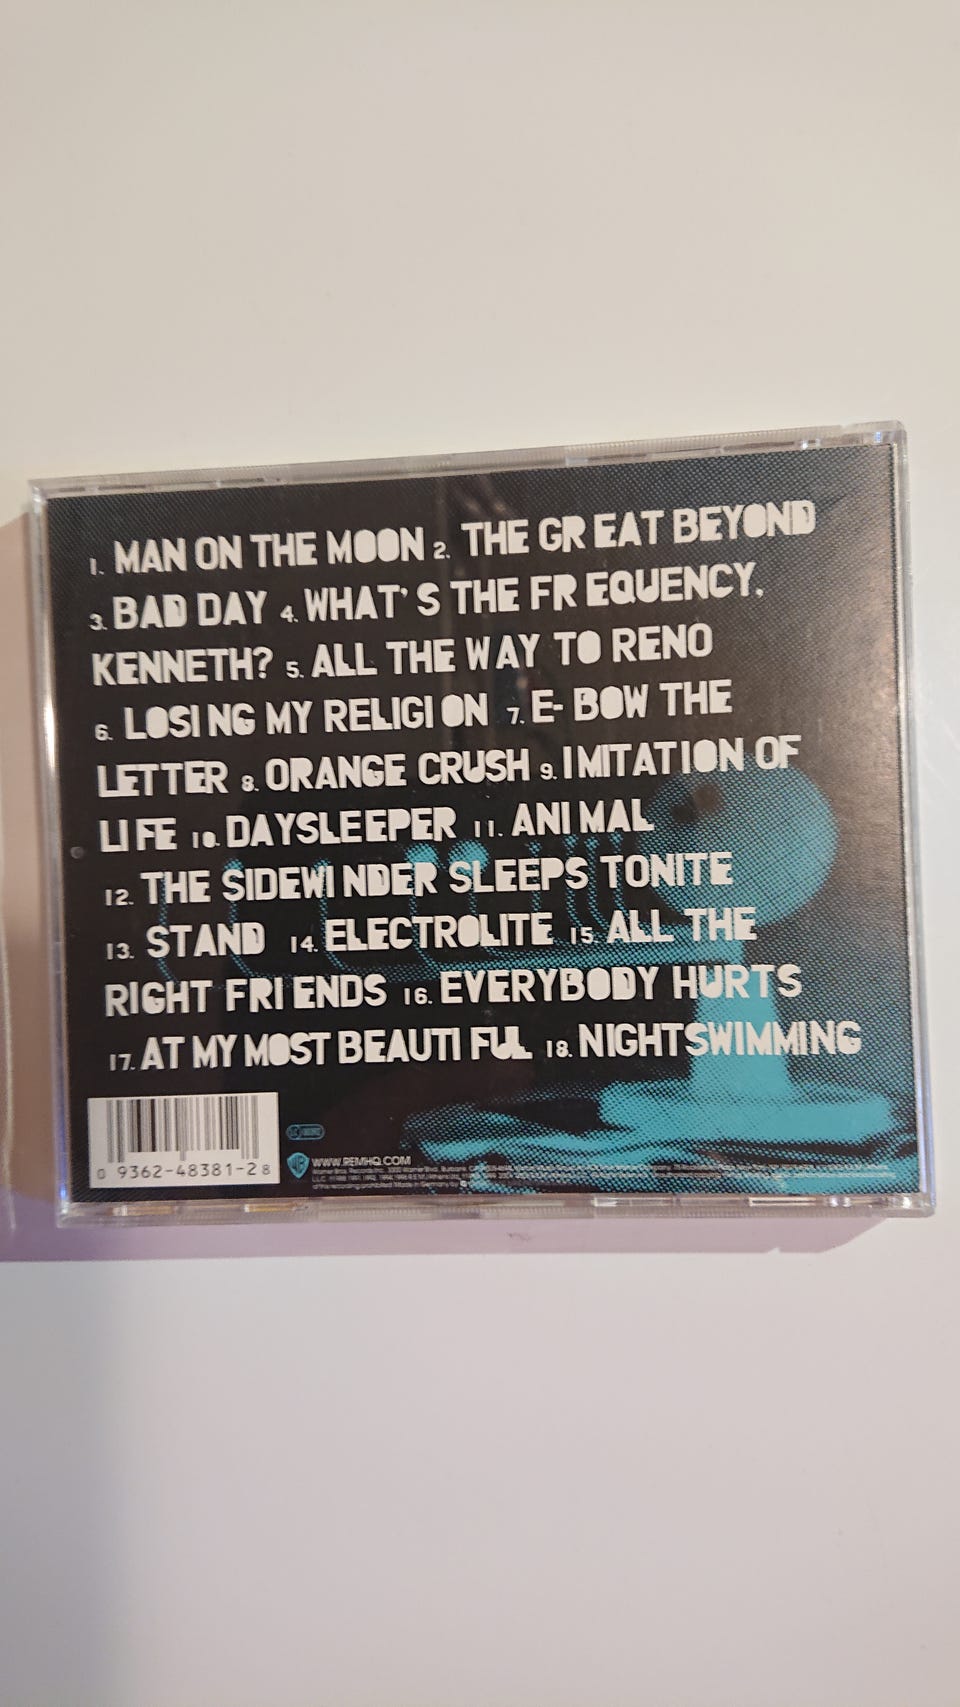 1. MAN ON THE MOON 2. THE GREAT BEYOND
3. BAD DAY 4. WHAT'S THE FREQUENCY,
KENNETH? 5. ALL THE WAY TO RENO
6. LOSING MY RELIGION 7. E-BOW THE
LETTER 8. ORANGE CRUSH 9. IMITATION OF
LIFE 10. DAYSLEEPER 11. ANIMAL
12. THE SIDEWINDER SLEEPS TONITE
13. STAND 14. ELECTROLITE 15. ALL THE
RIGHT FRIENDS 16. EVERYBODY HURTS
17. AT MY MOST BEAUTIFUL 18. NIGHTSWIMMING
0 9362-48381-2 8
WWW.REMHQ.COM